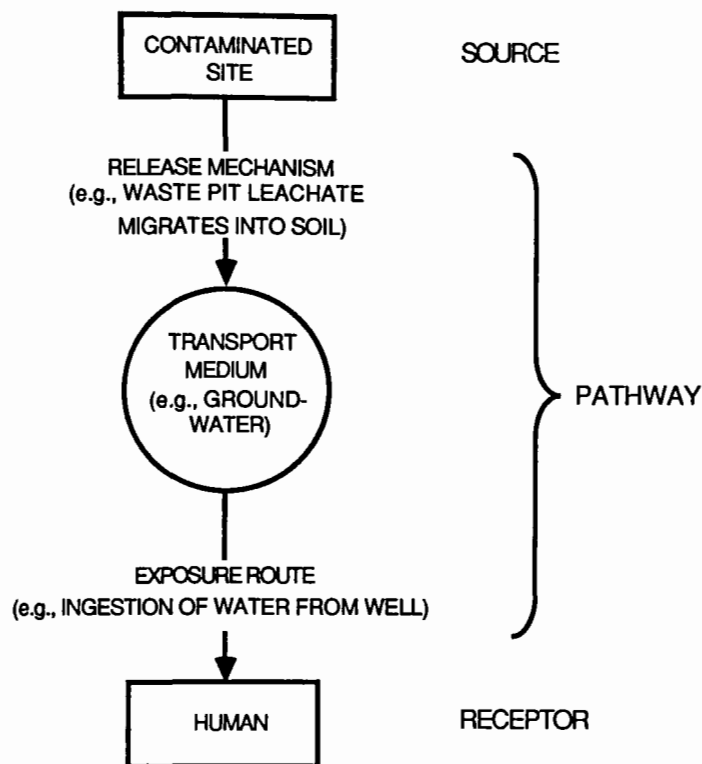 CONTAMINATED
SITE
SOURCE
RELEASE MECHANISM
(e.g., WASTE PIT LEACHATE
MIGRATES INTO SOIL)
TRANSPORT
MEDIUM
(e.g., GROUND-
WATER)
PATHWAY
EXPOSURE ROUTE
(e.g., INGESTION OF WATER FROM WELL)
HUMAN
RECEPTOR